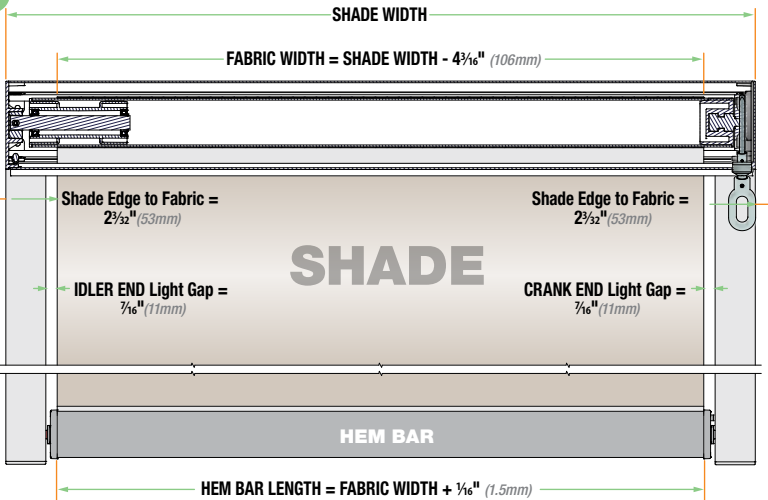 SHADE WIDTH
FABRIC WIDTH = SHADE WIDTH - 4³⁄₁₆" (106mm)
Shade Edge to Fabric =
2³⁄₃₂"(53mm)
Shade Edge to Fabric =
2³⁄₃₂"(53mm)
SHADE
IDLER END Light Gap =
⁷⁄₁₆"(11mm)
CRANK END Light Gap =
⁷⁄₁₆"(11mm)
HEM BAR
HEM BAR LENGTH = FABRIC WIDTH + ¹⁄₁₆" (1.5mm)